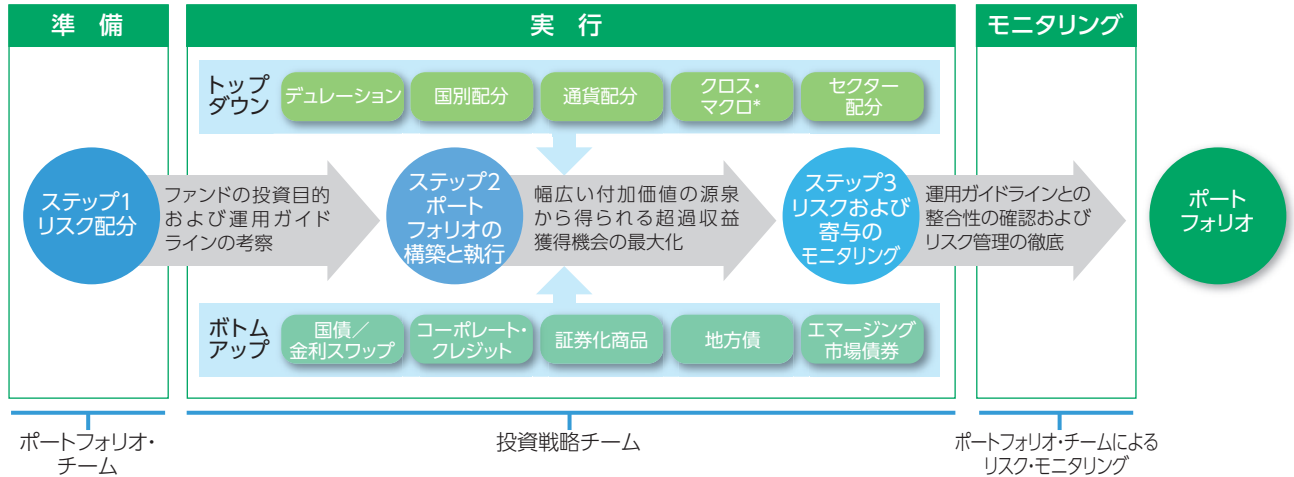 準　備
実　行
モニタリング
トップ
ダウン
デュレーション
国別配分
通貨配分
クロス・
マクロ*
セクター
配分
ステップ1
リスク配分
ファンドの投資目的
および運用ガイド
ラインの考察
ステップ2
ポート
フォリオの
構築と執行
幅広い付加価値の源泉
から得られる超過収益
獲得機会の最大化
ステップ3
リスクおよび
寄与の
モニタリング
運用ガイドラインとの
整合性の確認および
リスク管理の徹底
ポート
フォリオ
ボトム
アップ
国債／
金利スワップ
コーポレート・
クレジット
証券化商品
地方債
エマージング
市場債券
ポートフォリオ・
チーム
投資戦略チーム
ポートフォリオ・チームによる
リスク・モニタリング